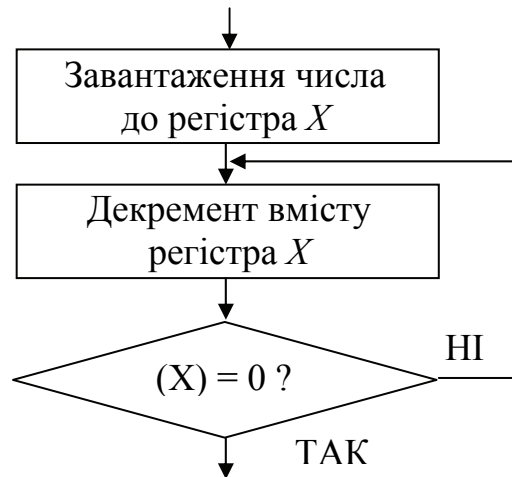 Завантаження числа
до регістра X
Декремент вмісту
регістра X
НІ
(X) = 0 ?
ТАК